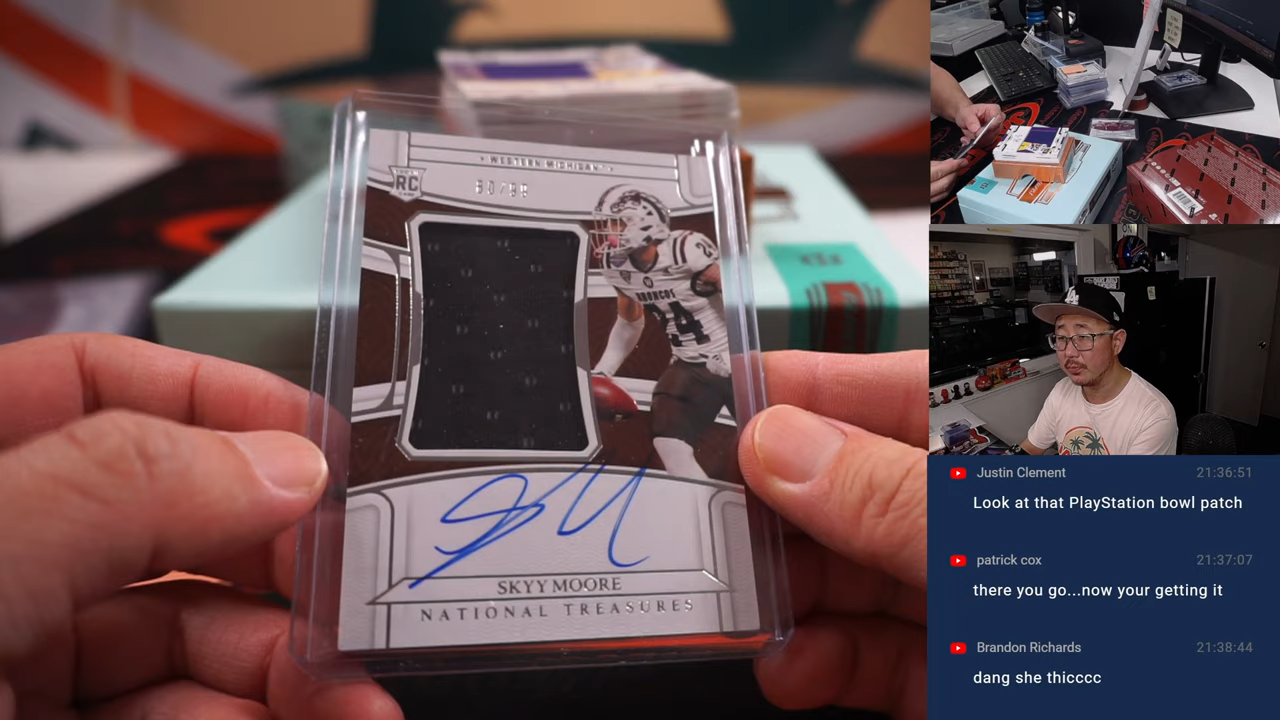 WESTERN MICHIGAN
RC
BRONCOS
24
SKYY MOORE
NATIONAL TREASURES
Justin Clement 21:36:51
Look at that PlayStation bowl patch
patrick cox 21:37:07
there you go...now your getting it
Brandon Richards 21:38:44
dang she thicccc